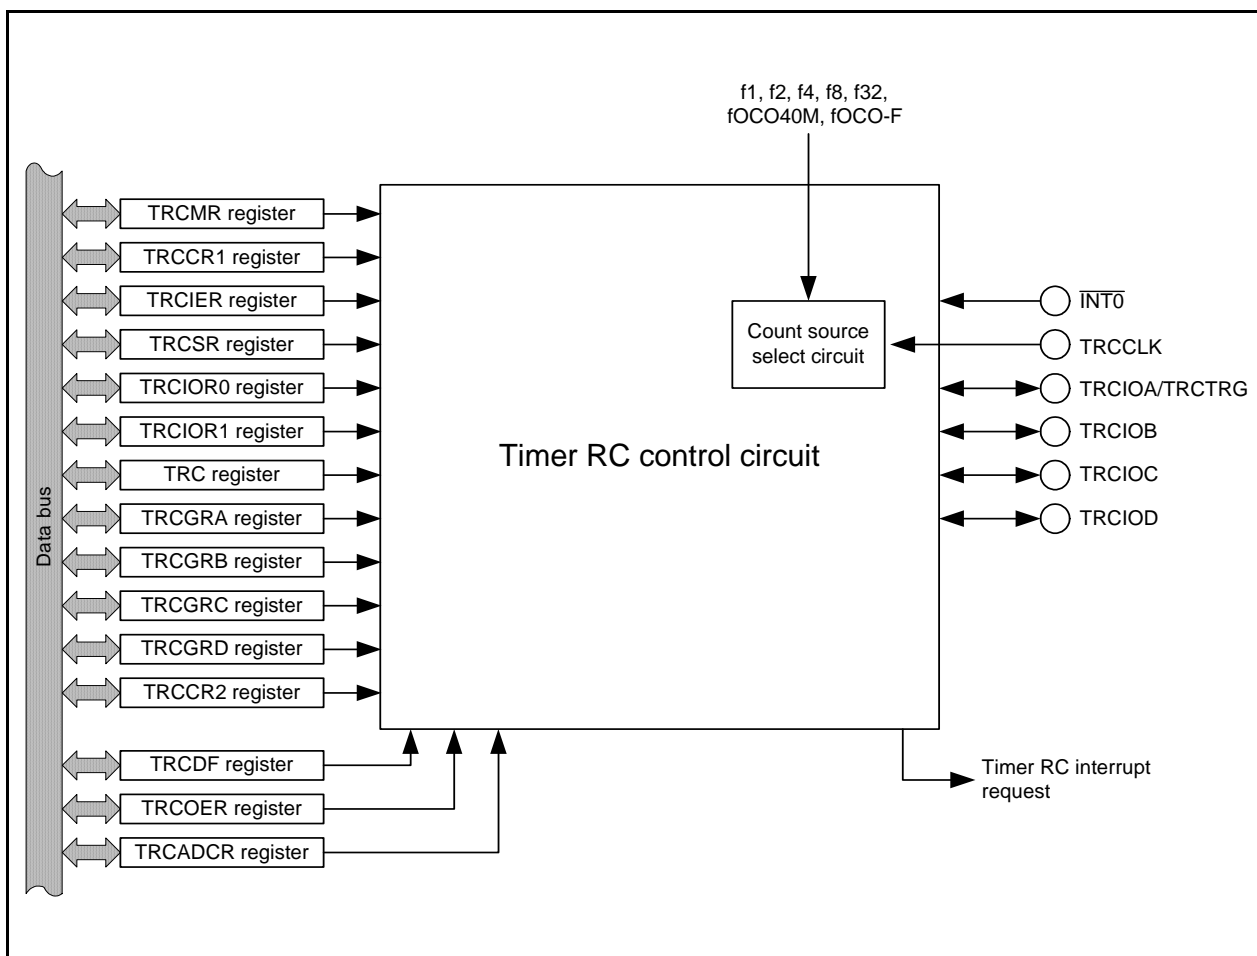 f1, f2, f4, f8, f32,
fOCO40M, fOCO-F
TRCMR register
TRCCR1 register
TRCIER register
TRCSR register
TRCIOR0 register
TRCIOR1 register
TRC register
TRCGRA register
TRCGRB register
TRCGRC register
TRCGRD register
TRCCR2 register
TRCDF register
TRCOER register
TRCADCR register
Data bus
Count source
select circuit
Timer RC control circuit
INT0
TRCCLK
TRCIOA/TRCTRG
TRCIOB
TRCIOC
TRCIOD
Timer RC interrupt
request